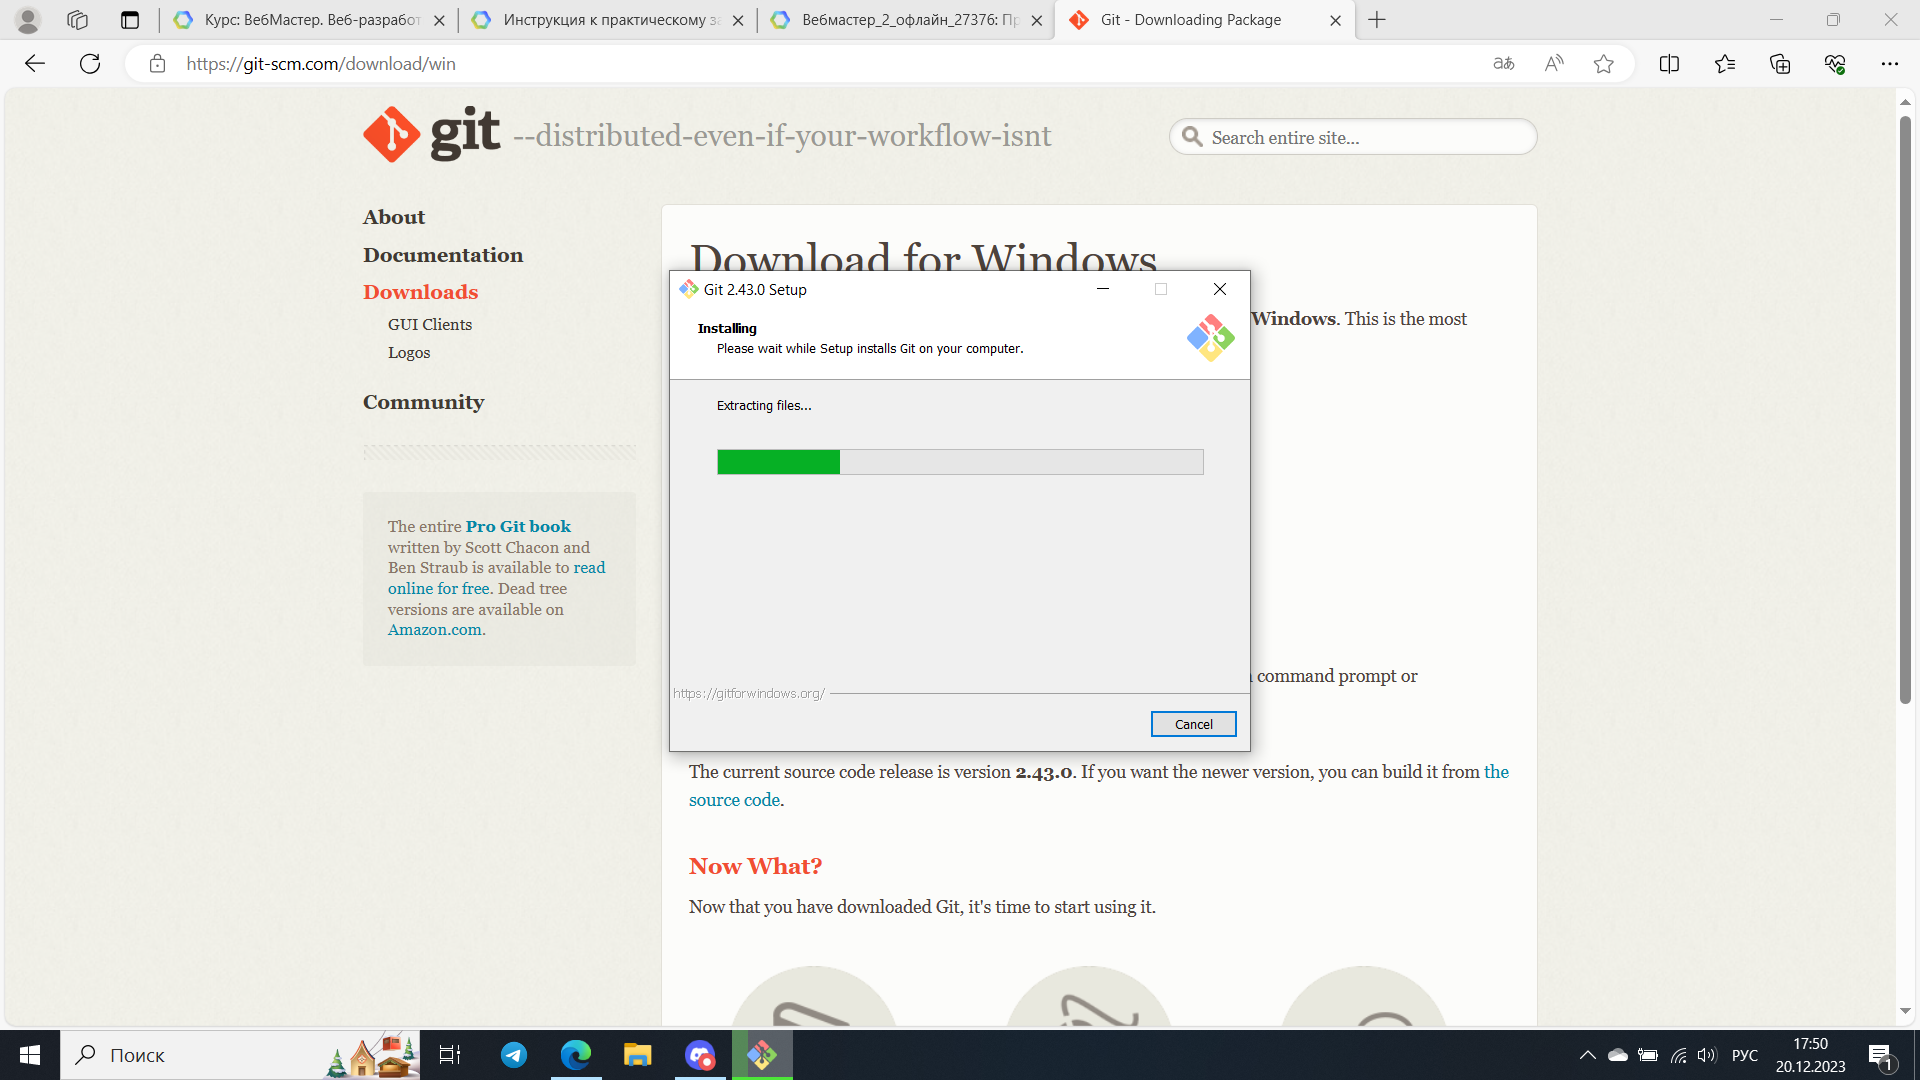 Курс: ВебМастер. Веб-разработ
Инструкция к практическому за
Вебмастер_2_офлайн_27376: Пр
Git - Downloading Package
https://git-scm.com/download/win
git --distributed-even-if-your-workflow-isnt
Search entire site...
About
Documentation
Downloads
GUI Clients
Logos
Community
The entire Pro Git book
written by Scott Chacon and
Ben Straub is available to read
online for free. Dead tree
versions are available on
Amazon.com.
Download for Windows
Windows. This is the most
Git 2.43.0 Setup
Installing
Please wait while Setup installs Git on your computer.
Extracting files...
https://gitforwindows.org/
Cancel
command prompt or
The current source code release is version 2.43.0. If you want the newer version, you can build it from the
source code.
Now What?
Now that you have downloaded Git, it's time to start using it.
Поиск
РУС
17:50
20.12.2023
1